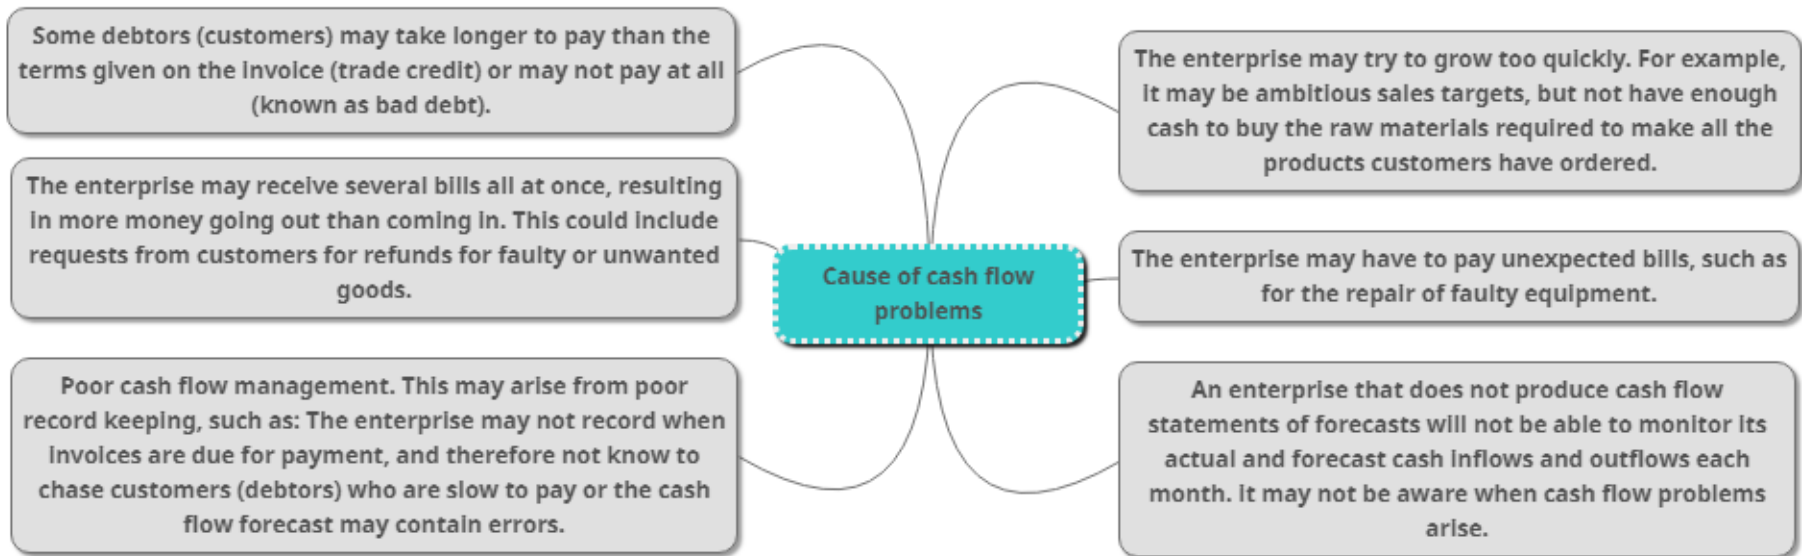 Some debtors (customers) may take longer to pay than the
terms given on the invoice (trade credit) or may not pay at all
(known as bad debt).
The enterprise may receive several bills all at once, resulting
in more money going out than coming in. This could include
requests from customers for refunds for faulty or unwanted
goods.
Poor cash flow management. This may arise from poor
record keeping, such as: The enterprise may not record when
invoices are due for payment, and therefore not know to
chase customers (debtors) who are slow to pay or the cash
flow forecast may contain errors.
Cause of cash flow
problems
The enterprise may try to grow too quickly. For example,
it may be ambitious sales targets, but not have enough
cash to buy the raw materials required to make all the
products customers have ordered.
The enterprise may have to pay unexpected bills, such as
for the repair of faulty equipment.
An enterprise that does not produce cash flow
statements of forecasts will not be able to monitor its
actual and forecast cash inflows and outflows each
month. It may not be aware when cash flow problems
arise.